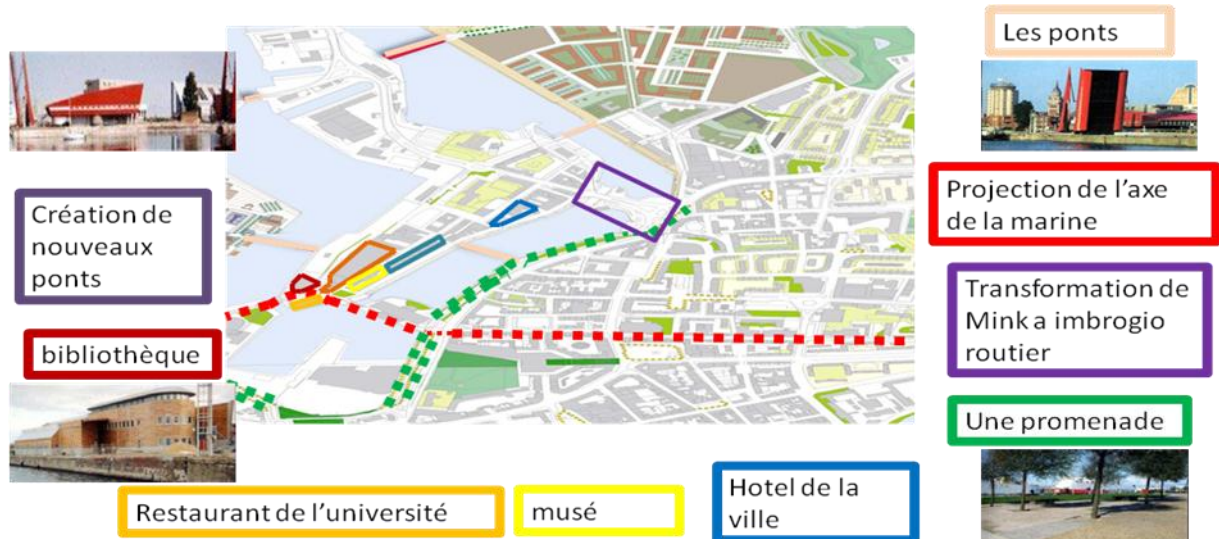 Les ponts
Création de
nouveaux
ponts
Projection de l'axe
de la marine
Transformation de
Mink a imbrogio
routier
bibliothèque
Une promenade
Restaurant de l'université
musé
Hotel de la
ville